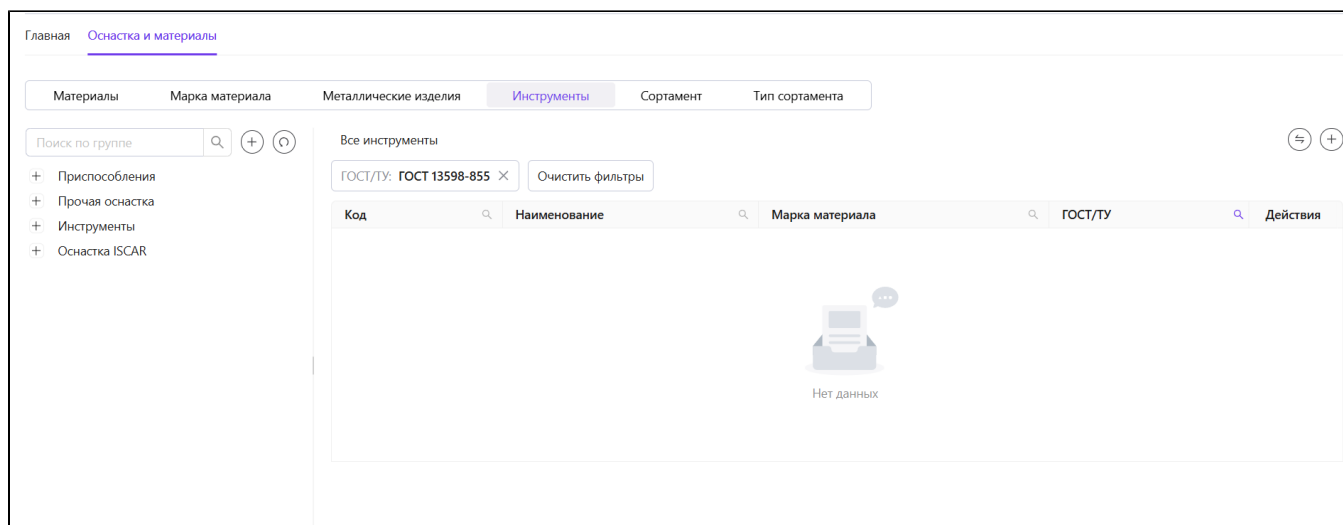 Главная Оснастка и материалы
Материалы Марка материала Металлические изделия Инструменты Сортамент Тип сортамента
Поиск по группе
Приспособления
Прочая оснастка
Инструменты
Оснастка ISCAR
Все инструменты
ГОСТ/ТУ: ГОСТ 13598-855 Очистить фильтры
Код Наименование Марка материала ГОСТ/ТУ Действия
Нет данных